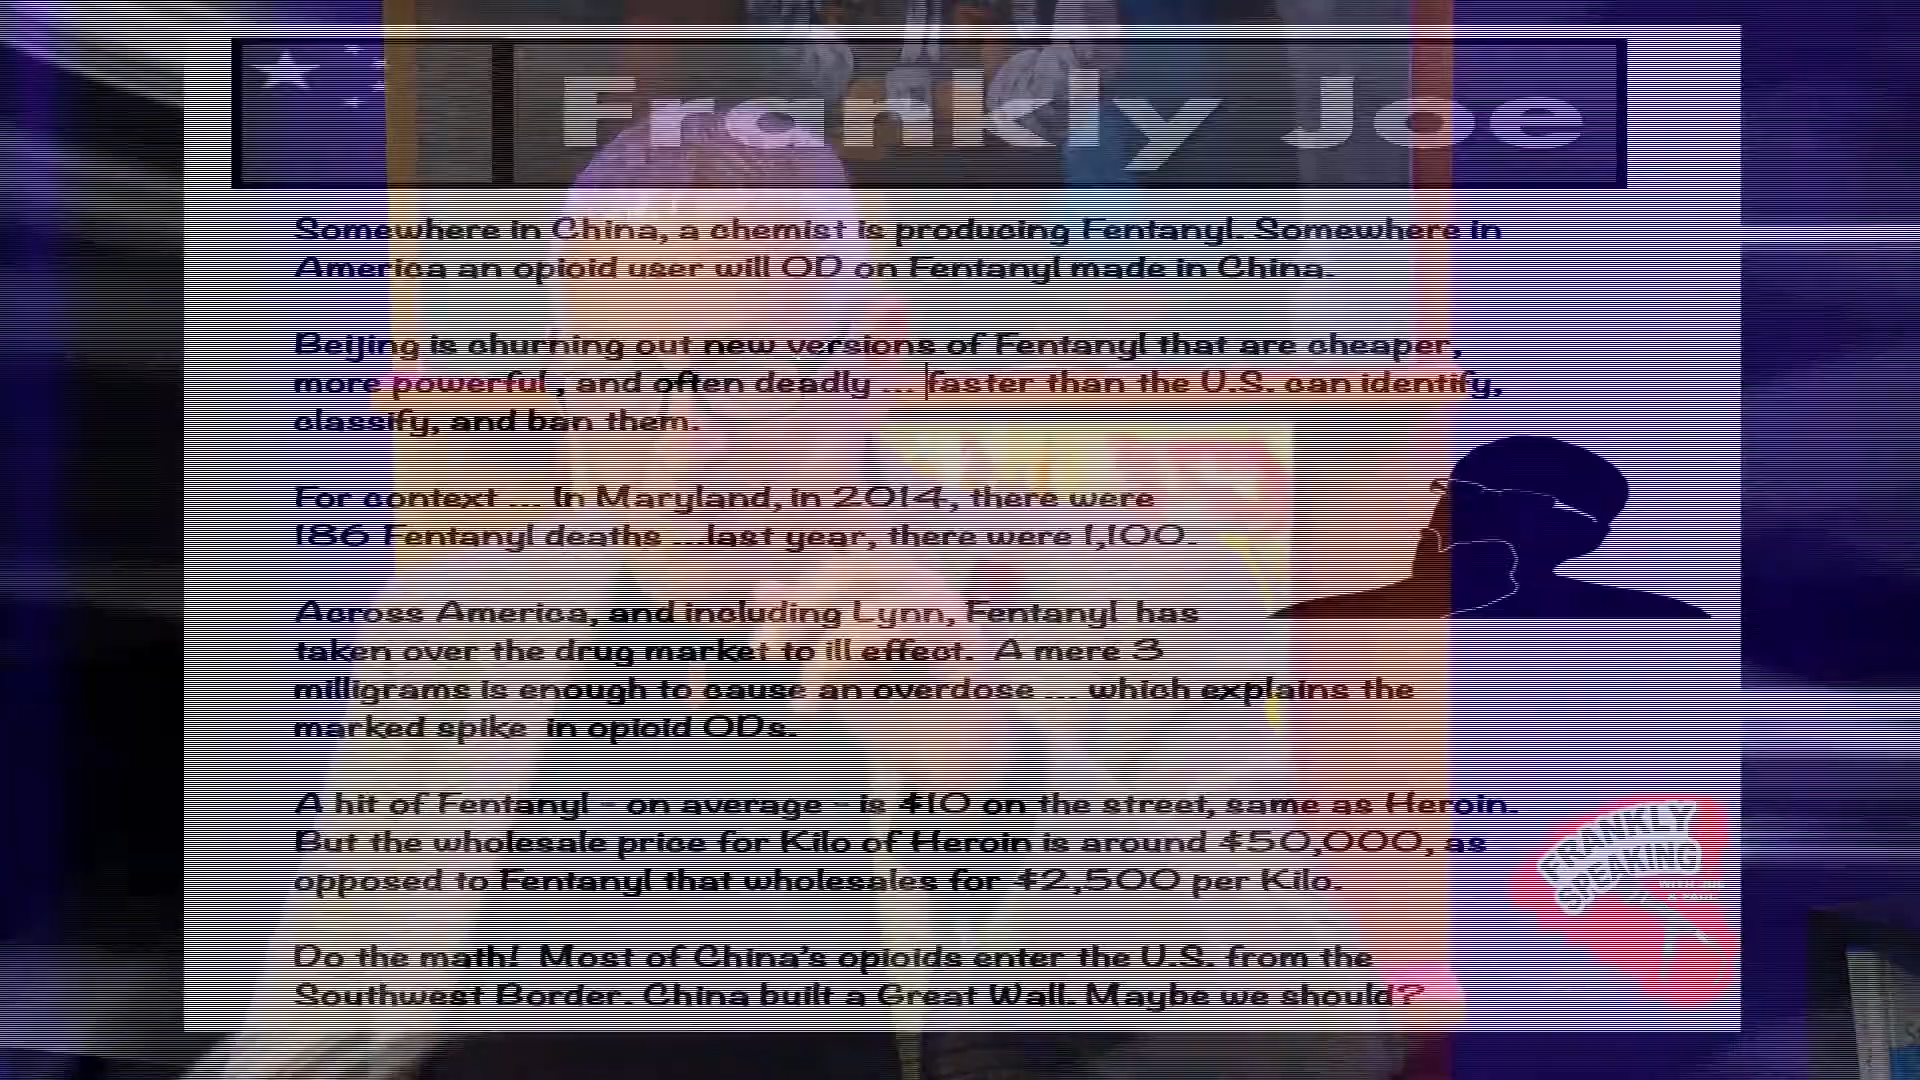 Frankly Joe
Somewhere in China, a chemist is producing Fentanyl. Somewhere in
America an opioid user will OD on Fentanyl made in China.
Beijing is churning out new versions of Fentanyl that are cheaper,
more powerful , and often deadly ... faster than the U.S. can identify,
classify, and ban them.
For context ... In Maryland, in 2014, there were
186 Fentanyl deaths ...last year, there were 1,100.
Across America, and including Lynn, Fentanyl has
taken over the drug market to ill effect. A mere 3
milligrams is enough to cause an overdose ... which explains the
marked spike in opioid ODs.
A hit of Fentanyl - on average - is $10 on the street, same as Heroin.
But the wholesale price for Kilo of Heroin is around $50,000, as
opposed to Fentanyl that wholesales for $2,500 per Kilo.
Do the math! Most of China's opioids enter the U.S. from the
Southwest Border. China built a Great Wall. Maybe we should?
FRANKLY
SPEAKING